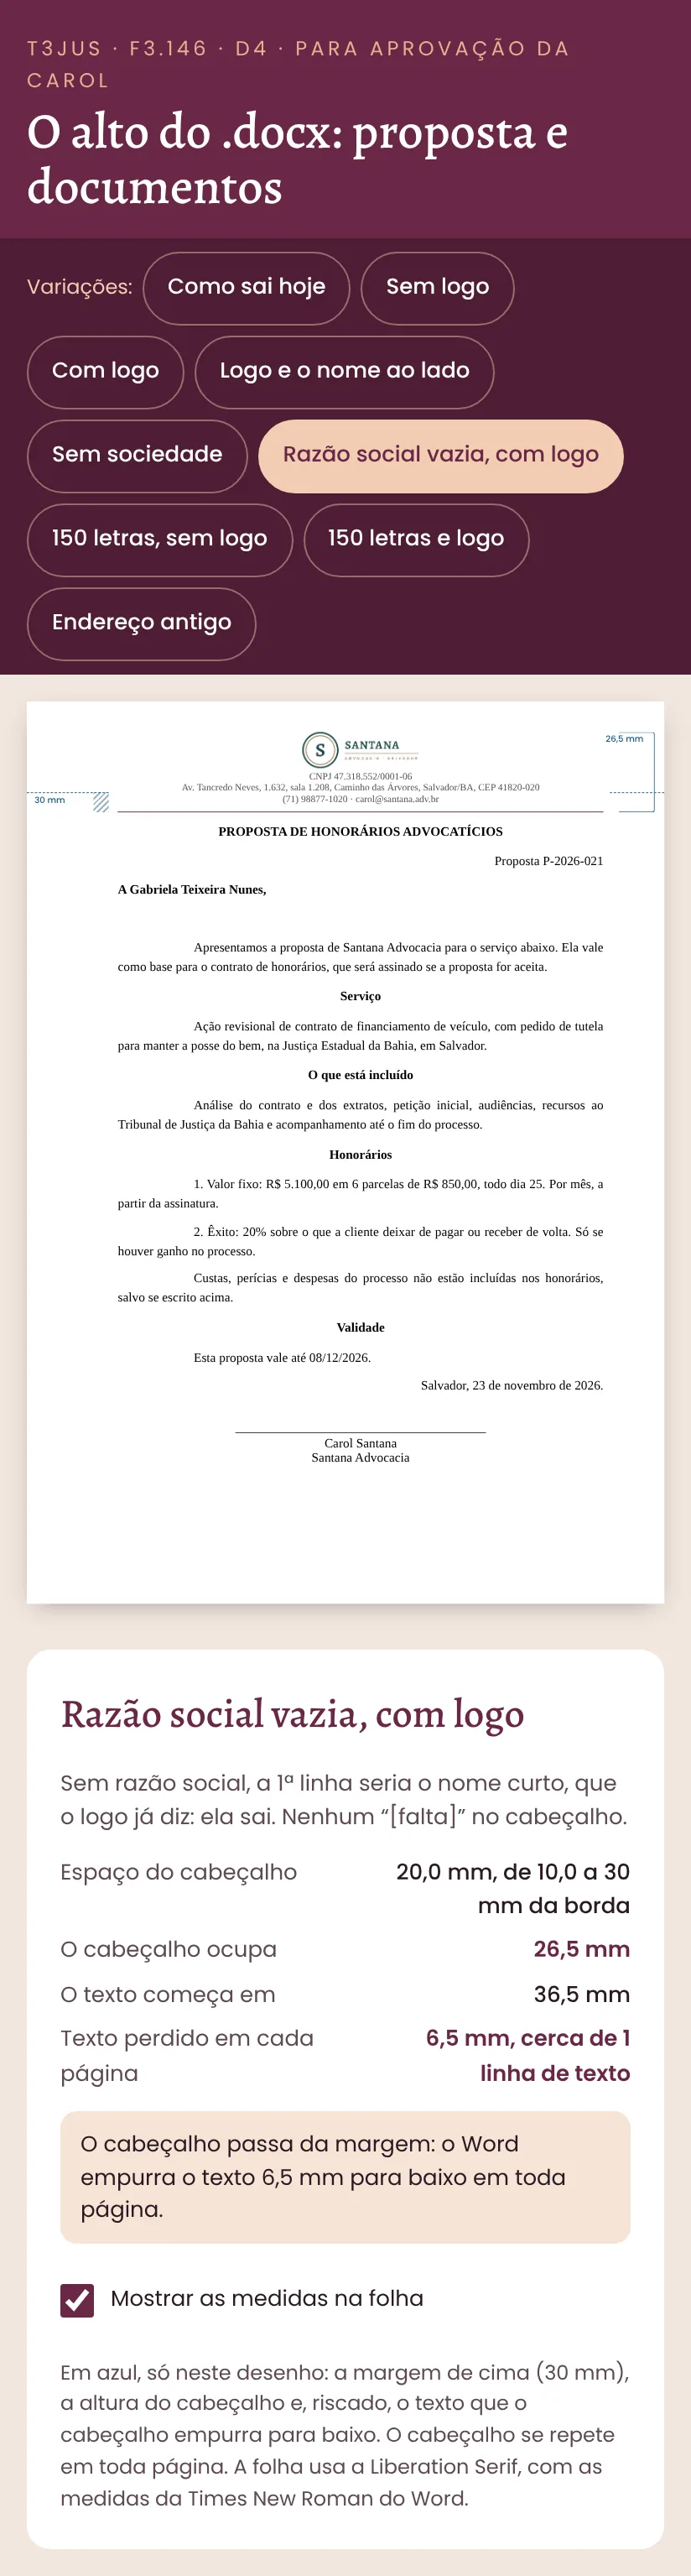 T3JUS · F3.146 · D4 · PARA APROVAÇÃO DA
CAROL
O alto do .docx: proposta e
documentos
Variações:
Como sai hoje
Sem logo
Com logo
Logo e o nome ao lado
Sem sociedade
Razão social vazia, com logo
150 letras, sem logo
150 letras e logo
Endereço antigo
S SANTANA
ADVOCACIA · SALVADOR
26,5 mm
CNPJ 47.318.552/0001-06
Av. Tancredo Neves, 1.632, sala 1.208, Caminho das Árvores, Salvador/BA, CEP 41820-020
(71) 98877-1020 · carol@santana.adv.br
30 mm
PROPOSTA DE HONORÁRIOS ADVOCATÍCIOS
Proposta P-2026-021
A Gabriela Teixeira Nunes,
Apresentamos a proposta de Santana Advocacia para o serviço abaixo. Ela vale
como base para o contrato de honorários, que será assinado se a proposta for aceita.
Serviço
Ação revisional de contrato de financiamento de veículo, com pedido de tutela
para manter a posse do bem, na Justiça Estadual da Bahia, em Salvador.
O que está incluído
Análise do contrato e dos extratos, petição inicial, audiências, recursos ao
Tribunal de Justiça da Bahia e acompanhamento até o fim do processo.
Honorários
1. Valor fixo: R$ 5.100,00 em 6 parcelas de R$ 850,00, todo dia 25. Por mês, a
partir da assinatura.
2. Êxito: 20% sobre o que a cliente deixar de pagar ou receber de volta. Só se
houver ganho no processo.
Custas, perícias e despesas do processo não estão incluídas nos honorários,
salvo se escrito acima.
Validade
Esta proposta vale até 08/12/2026.
Salvador, 23 de novembro de 2026.
Carol Santana
Santana Advocacia
Razão social vazia, com logo
Sem razão social, a 1ª linha seria o nome curto, que
o logo já diz: ela sai. Nenhum “[falta]” no cabeçalho.
Espaço do cabeçalho
20,0 mm, de 10,0 a 30
mm da borda
O cabeçalho ocupa
26,5 mm
O texto começa em
36,5 mm
Texto perdido em cada
página
6,5 mm, cerca de 1
linha de texto
O cabeçalho passa da margem: o Word
empurra o texto 6,5 mm para baixo em toda
página.
Mostrar as medidas na folha
Em azul, só neste desenho: a margem de cima (30 mm),
a altura do cabeçalho e, riscado, o texto que o
cabeçalho empurra para baixo. O cabeçalho se repete
em toda página. A folha usa a Liberation Serif, com as
medidas da Times New Roman do Word.